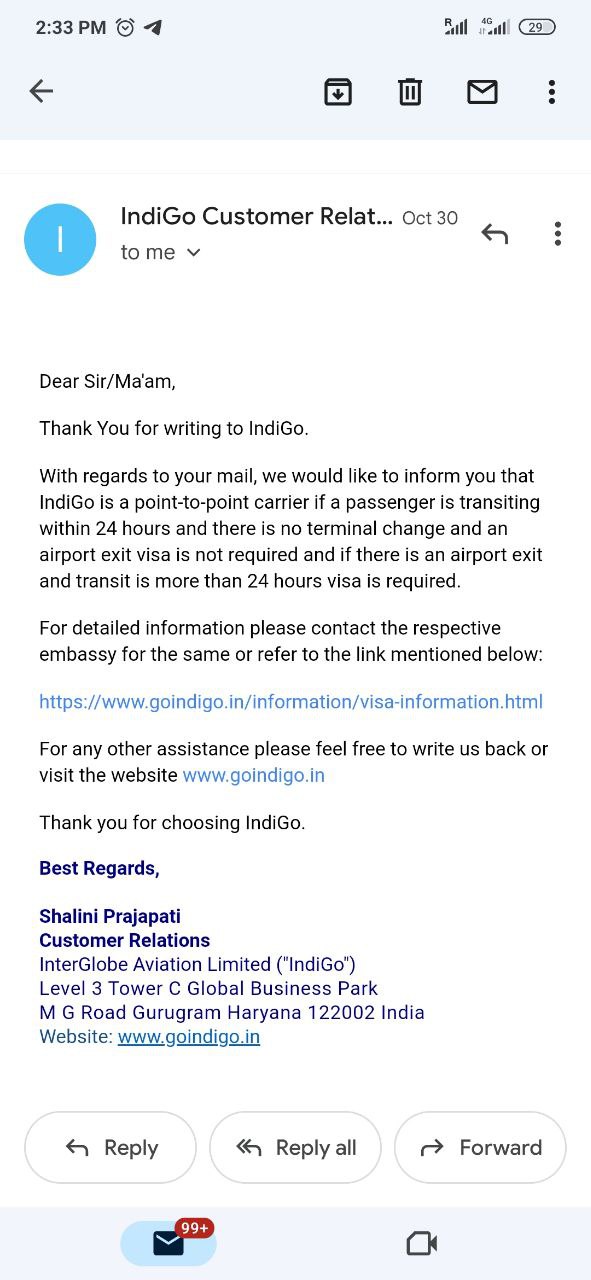 2:33 PM
R 4G 29
IndiGo Customer Relat... Oct 30
I
to me
Dear Sir/Ma'am,
Thank You for writing to IndiGo.
With regards to your mail, we would like to inform you that
IndiGo is a point-to-point carrier if a passenger is transiting
within 24 hours and there is no terminal change and an
airport exit visa is not required and if there is an airport exit
and transit is more than 24 hours visa is required.
For detailed information please contact the respective
embassy for the same or refer to the link mentioned below:
https://www.goindigo.in/information/visa-information.html
For any other assistance please feel free to write us back or
visit the website www.goindigo.in
Thank you for choosing IndiGo.
Best Regards,
Shalini Prajapati
Customer Relations
InterGlobe Aviation Limited ("IndiGo")
Level 3 Tower C Global Business Park
M G Road Gurugram Haryana 122002 India
Website: www.goindigo.in
Reply Reply all Forward
99+